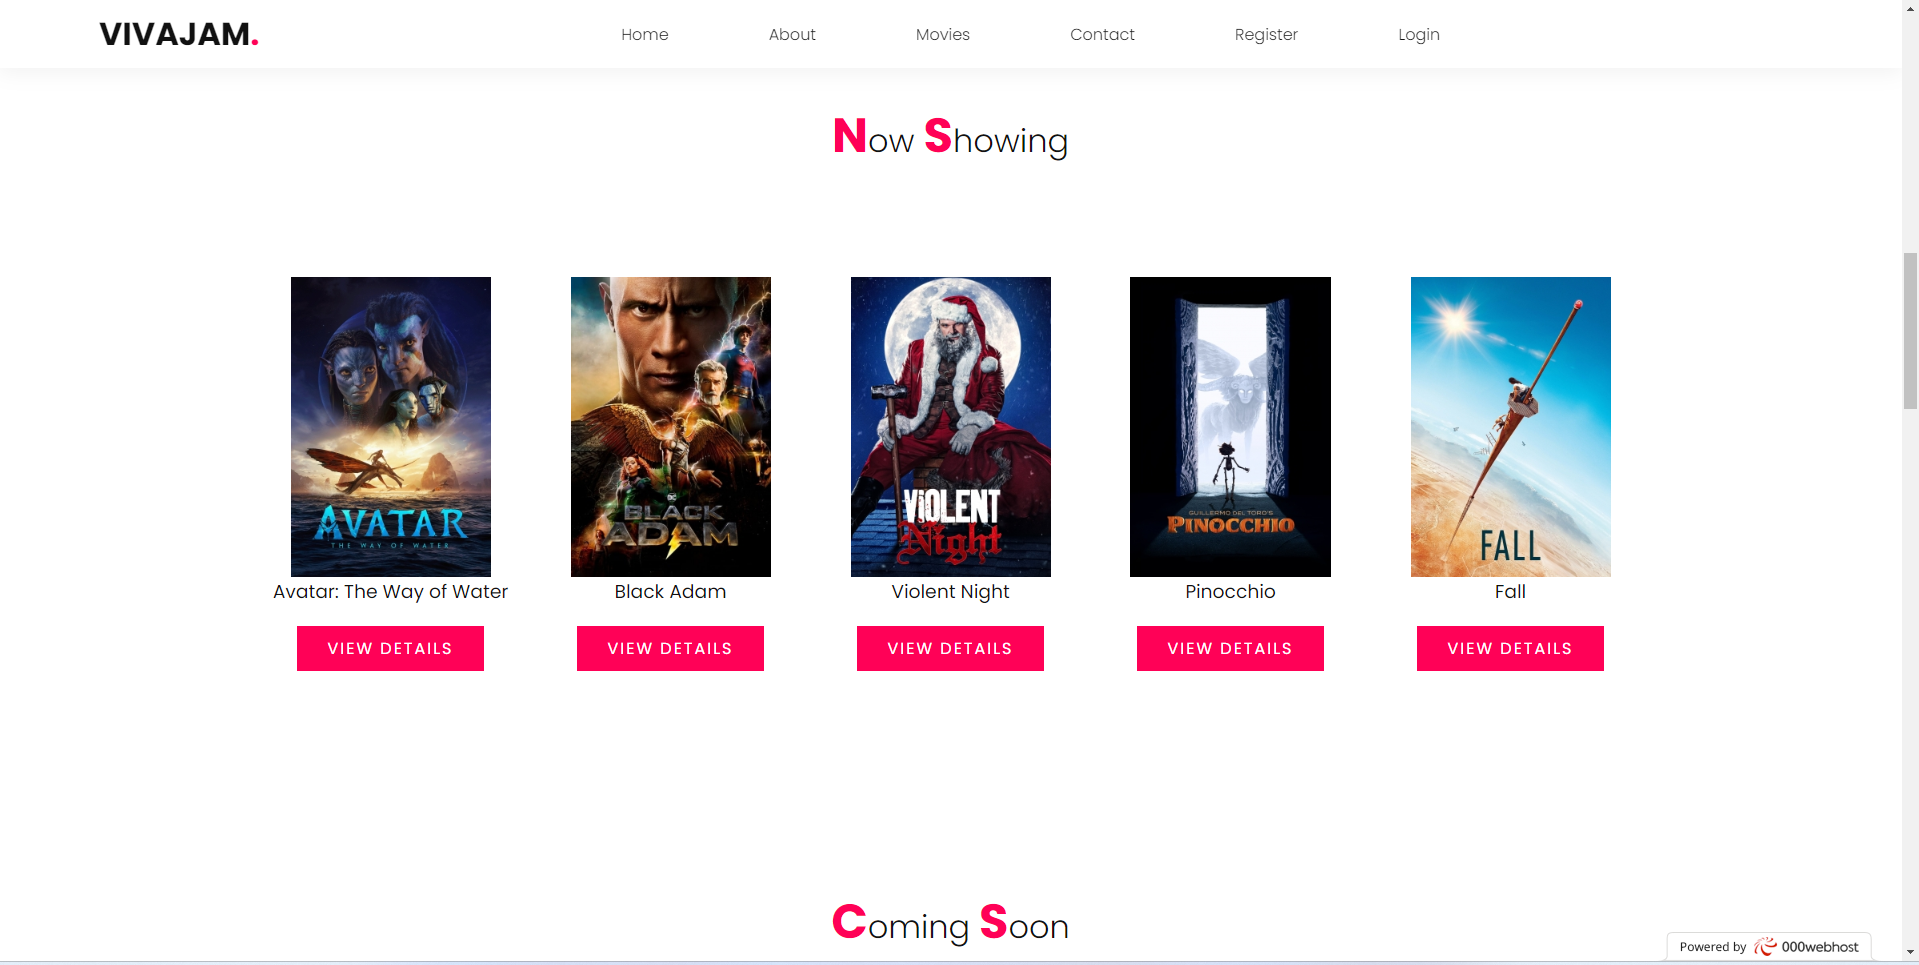 VIVAJAM.
Home About Movies Contact Register Login
Now Showing
AVATAR
THE WAY OF WATER
DC
BLACK
ADAM
VIOLENT
Night
GUILLERMO DEL TORO'S
PINOCCHIO
FALL
Avatar: The Way of Water Black Adam Violent Night Pinocchio Fall
VIEW DETAILS VIEW DETAILS VIEW DETAILS VIEW DETAILS VIEW DETAILS
Coming Soon
Powered by 000webhost